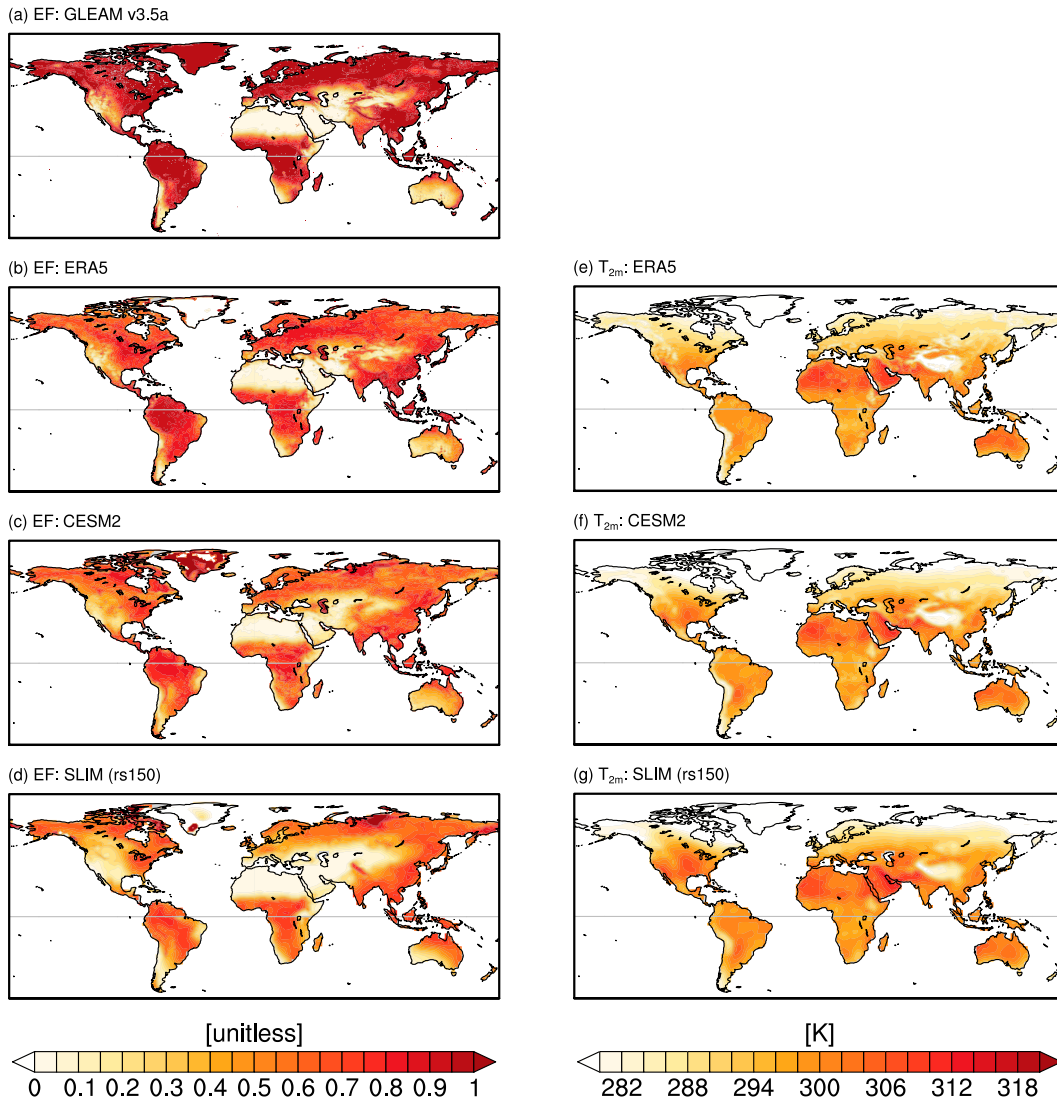 (a) EF: GLEAM v3.5a
(b) EF: ERA5
(e) T2m: ERA5
(c) EF: CESM2
(f) T2m: CESM2
(d) EF: SLIM (rs150)
(g) T2m: SLIM (rs150)
[unitless]
[K]
0 0.1 0.2 0.3 0.4 0.5 0.6 0.7 0.8 0.9 1
282 288 294 300 306 312 318